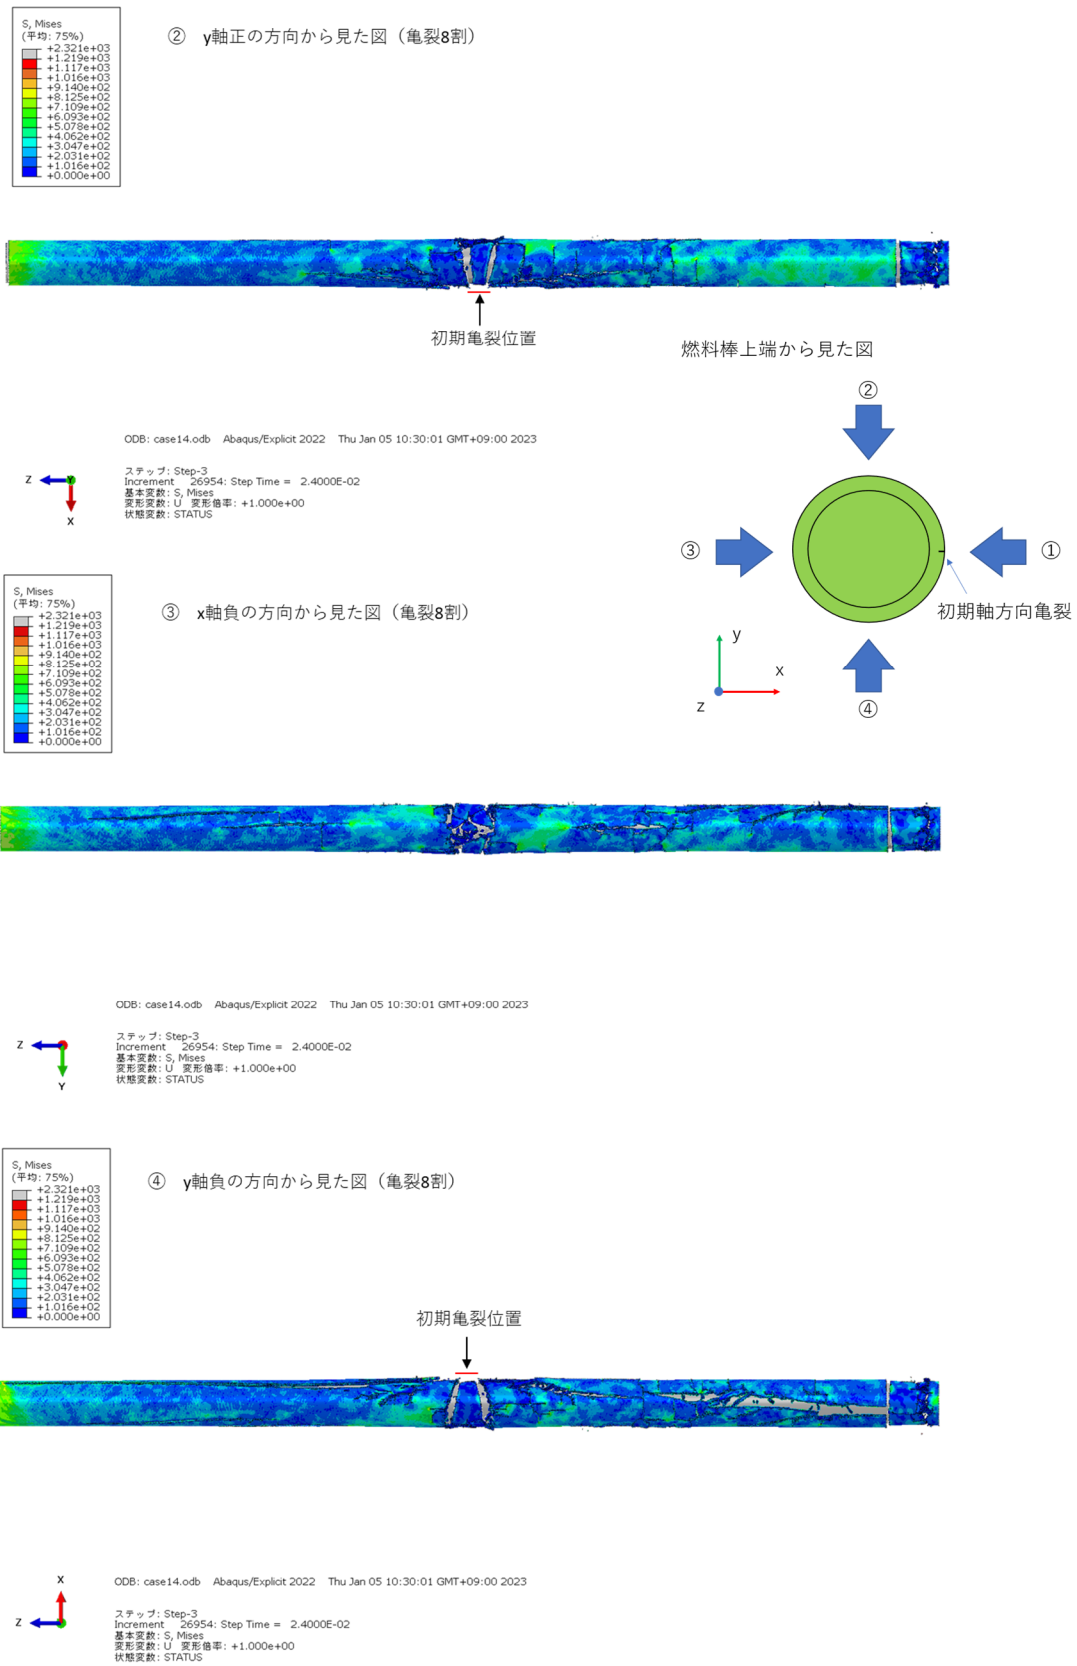 ② y軸正の方向から見た図（亀裂8割）
S, Mises
(平均: 75%)
+2.321e+03
+1.219e+03
+1.117e+03
+1.016e+03
+9.140e+02
+8.125e+02
+7.109e+02
+6.093e+02
+5.078e+02
+4.062e+02
+3.047e+02
+2.031e+02
+1.016e+02
+0.000e+00
初期亀裂位置
燃料棒上端から見た図
②
③
①
初期軸方向亀裂
y
x
z
④
ODB: case14.odb Abaqus/Explicit 2022 Thu Jan 05 10:30:01 GMT+09:00 2023
Z
Y
X
ステップ: Step-3
Increment 26954: Step Time = 2.4000E-02
基本変数: S, Mises
変形変数: U 変形倍率: +1.000e+00
状態変数: STATUS
③ x軸負の方向から見た図（亀裂8割）
S, Mises
(平均: 75%)
+2.321e+03
+1.219e+03
+1.117e+03
+1.016e+03
+9.140e+02
+8.125e+02
+7.109e+02
+6.093e+02
+5.078e+02
+4.062e+02
+3.047e+02
+2.031e+02
+1.016e+02
+0.000e+00
ODB: case14.odb Abaqus/Explicit 2022 Thu Jan 05 10:30:01 GMT+09:00 2023
Z
Y
ステップ: Step-3
Increment 26954: Step Time = 2.4000E-02
基本変数: S, Mises
変形変数: U 変形倍率: +1.000e+00
状態変数: STATUS
④ y軸負の方向から見た図（亀裂8割）
S, Mises
(平均: 75%)
+2.321e+03
+1.219e+03
+1.117e+03
+1.016e+03
+9.140e+02
+8.125e+02
+7.109e+02
+6.093e+02
+5.078e+02
+4.062e+02
+3.047e+02
+2.031e+02
+1.016e+02
+0.000e+00
初期亀裂位置
X
Z
ODB: case14.odb Abaqus/Explicit 2022 Thu Jan 05 10:30:01 GMT+09:00 2023
ステップ: Step-3
Increment 26954: Step Time = 2.4000E-02
基本変数: S, Mises
変形変数: U 変形倍率: +1.000e+00
状態変数: STATUS